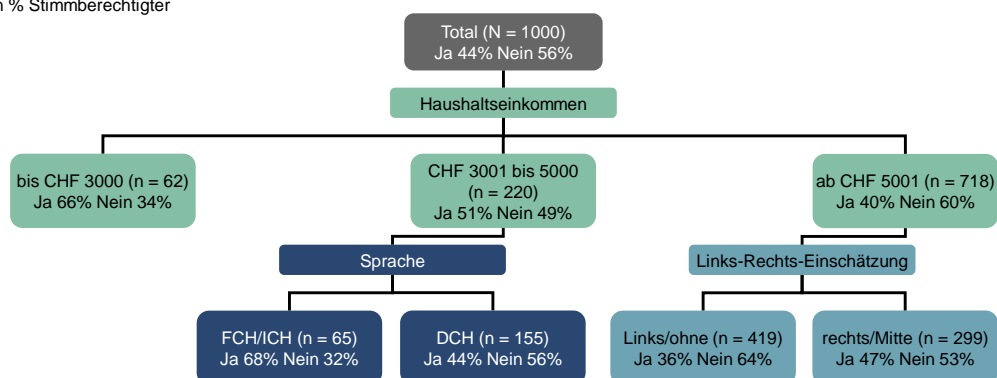 % Stimmberechtigter
Total (N = 1000)
Ja 44% Nein 56%
Haushaltseinkommen
bis CHF 3000 (n = 62)
Ja 66% Nein 34%
CHF 3001 bis 5000
(n = 220)
Ja 51% Nein 49%
ab CHF 5001 (n = 718)
Ja 40% Nein 60%
Sprache
Links-Rechts-Einschätzung
FCH/ICH (n = 65)
Ja 68% Nein 32%
DCH (n = 155)
Ja 44% Nein 56%
Links/ohne (n = 419)
Ja 36% Nein 64%
rechts/Mitte (n = 299)
Ja 47% Nein 53%